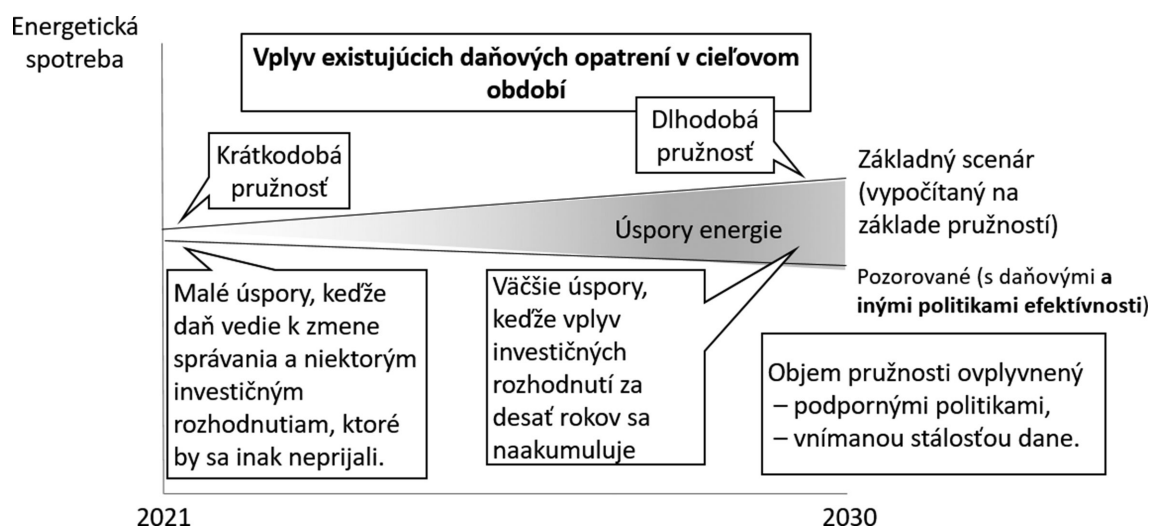 Energetická
spotreba
Vplyv existujúcich daňových opatrení v cieľovom
období
Krátkodobá
pružnosť
Dlhodobá
pružnosť
Základný scenár
(vypočítaný na
základe pružností)
Úspory energie
Pozorované (s daňovými a
inými politikami efektívnosti)
Malé úspory, keďže
daň vedie k zmene
správania a niektorým
investičným
rozhodnutiam, ktoré
by sa inak neprijali.
Väčšie úspory,
keďže vplyv
investičných
rozhodnutí za
desať rokov sa
naakumuluje
Objem pružnosti ovplyvnený
– podpornými politikami,
– vnímanou stálosťou dane.
2021
2030